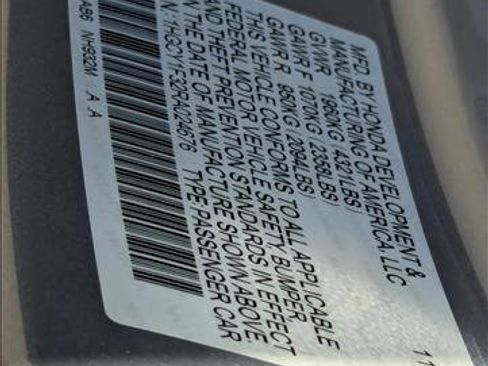 MFD. BY HONDA DEVELOPMENT &
MANUFACTURING OF AMERICA, LLC
11
GVWR 1960KG (4321LBS)
GAWR F 1070KG (2359LBS)
GAWR R 950KG (2094LBS)
THIS VEHICLE CONFORMS TO ALL APPLICABLE
FEDERAL MOTOR VEHICLE SAFETY, BUMPER,
AND THEFT PREVENTION STANDARDS IN EFFECT
ON THE DATE OF MANUFACTURE SHOWN ABOVE.
TYPE:PASSENGER CAR